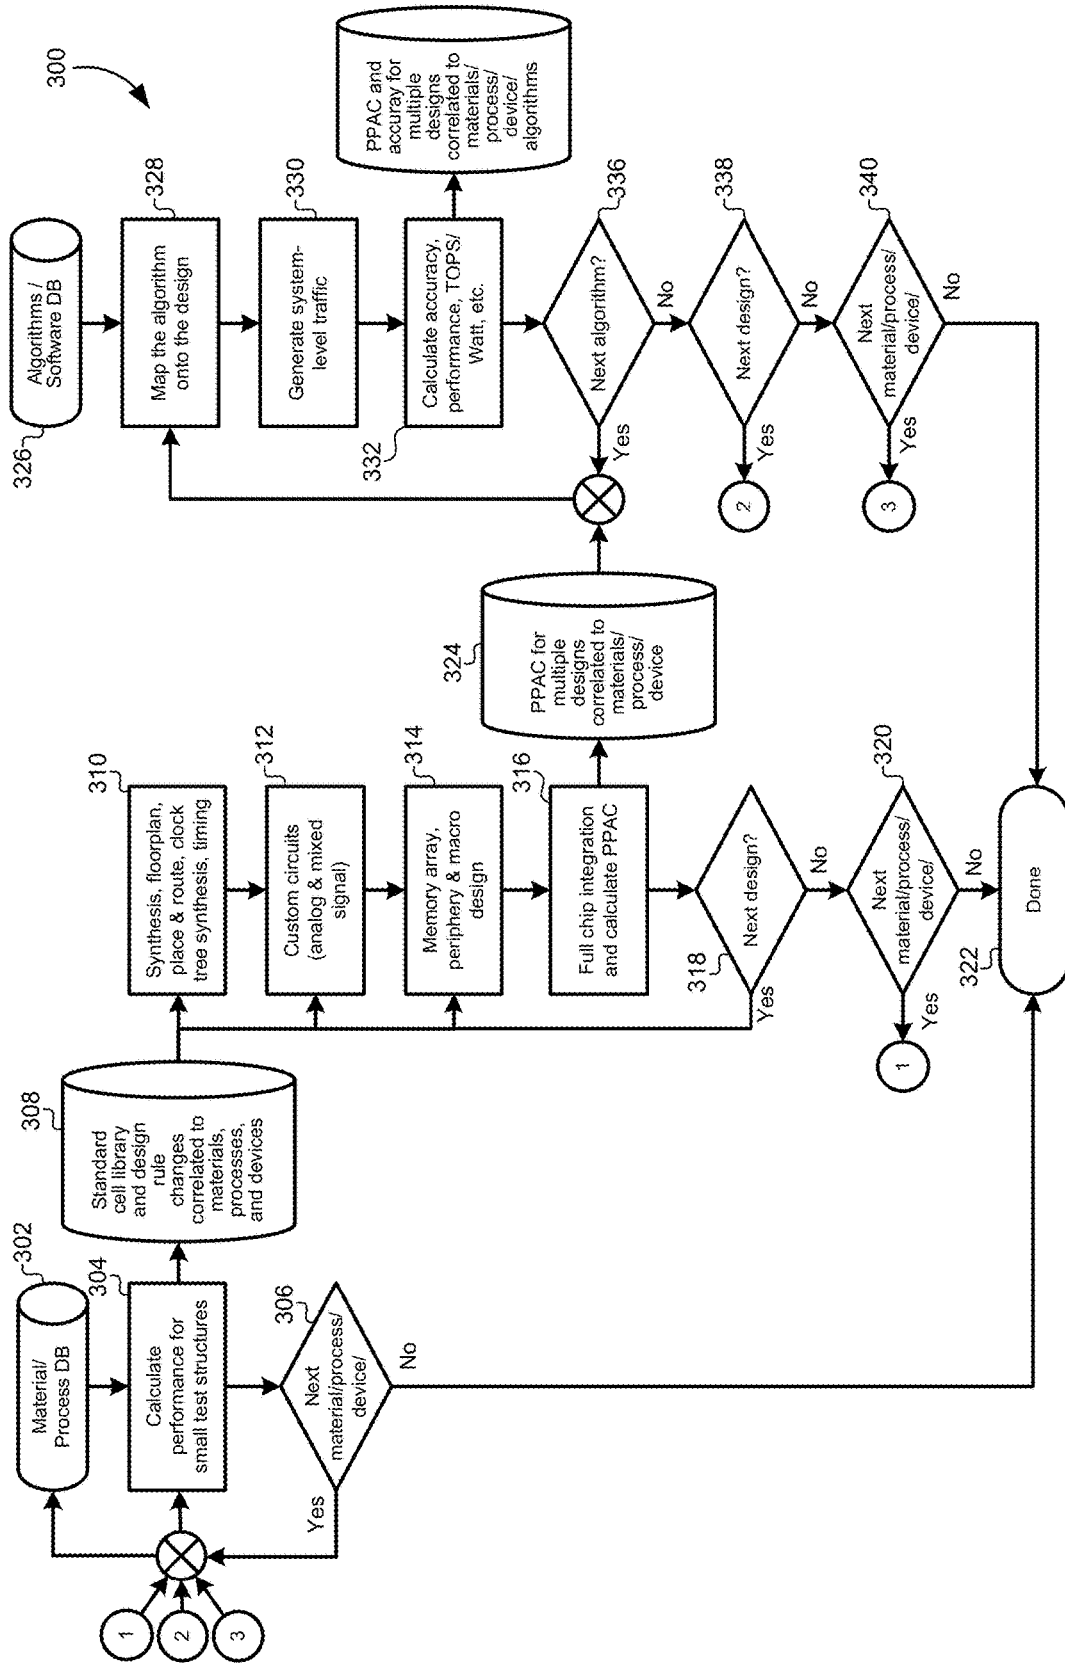 300
302
Material/
Process DB
304
Calculate
performance for
small test structures
306
Next
material/process/
device/
Yes
No
1
2
3
308
Standard
cell library
and design
rule
changes
correlated to
materials,
processes,
and devices
310
Synthesis, floorplan,
place & route, clock
tree synthesis, timing
312
Custom circuits
(analog & mixed
signal)
314
Memory array,
periphery & macro
design
316
Full chip integration
and calculate PPAC
318
Next design?
Yes
No
320
Next
material/process/
device/
Yes
No
1
322
Done
324
PPAC for
multiple
designs
correlated to
materials/
process/
device
326
Algorithms /
Software DB
328
Map the algorithm
onto the design
330
Generate system-
level traffic
332
Calculate accuracy,
performance, TOPS/
Watt, etc.
PPAC and
accuray for
multiple
designs
correlated to
materials/
process/
device/
algorithms
336
Next algorithm?
Yes
No
338
Next design?
Yes
No
2
340
Next
material/process/
device/
Yes
No
3